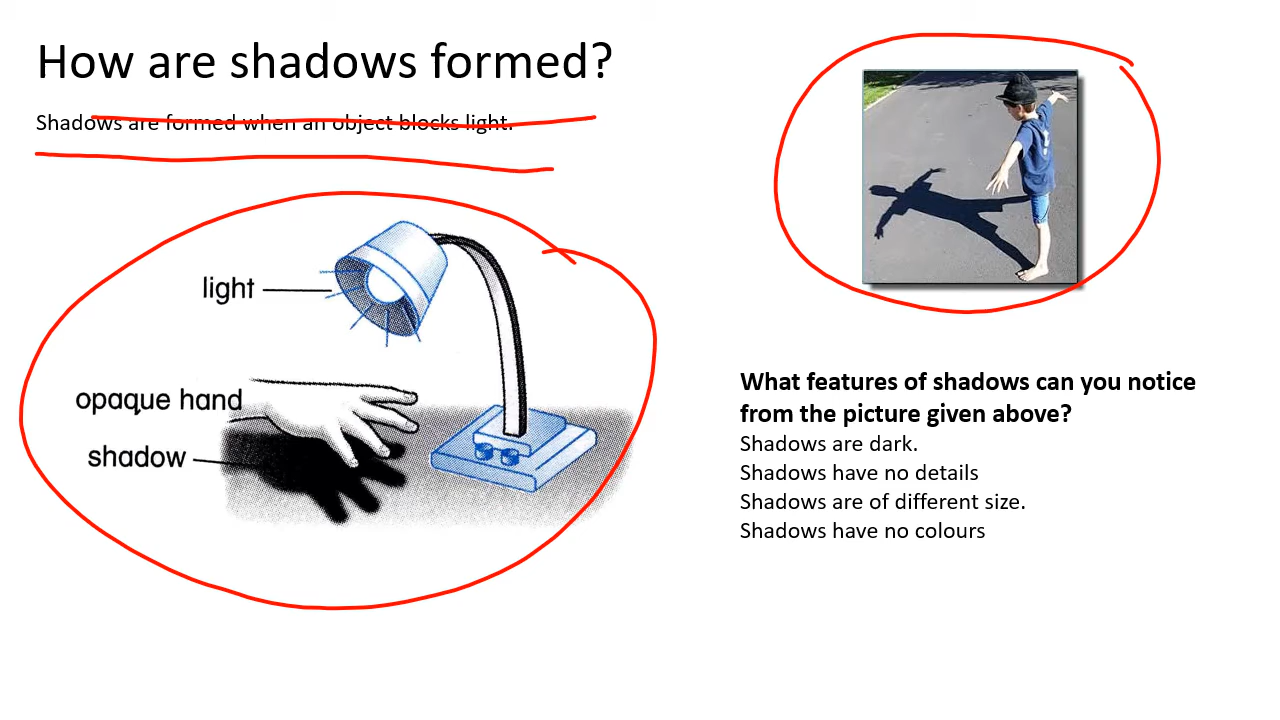 How are shadows formed?
Shadows are formed when an object blocks light.
light
opaque hand
shadow
What features of shadows can you notice
from the picture given above?
Shadows are dark.
Shadows have no details
Shadows are of different size.
Shadows have no colours